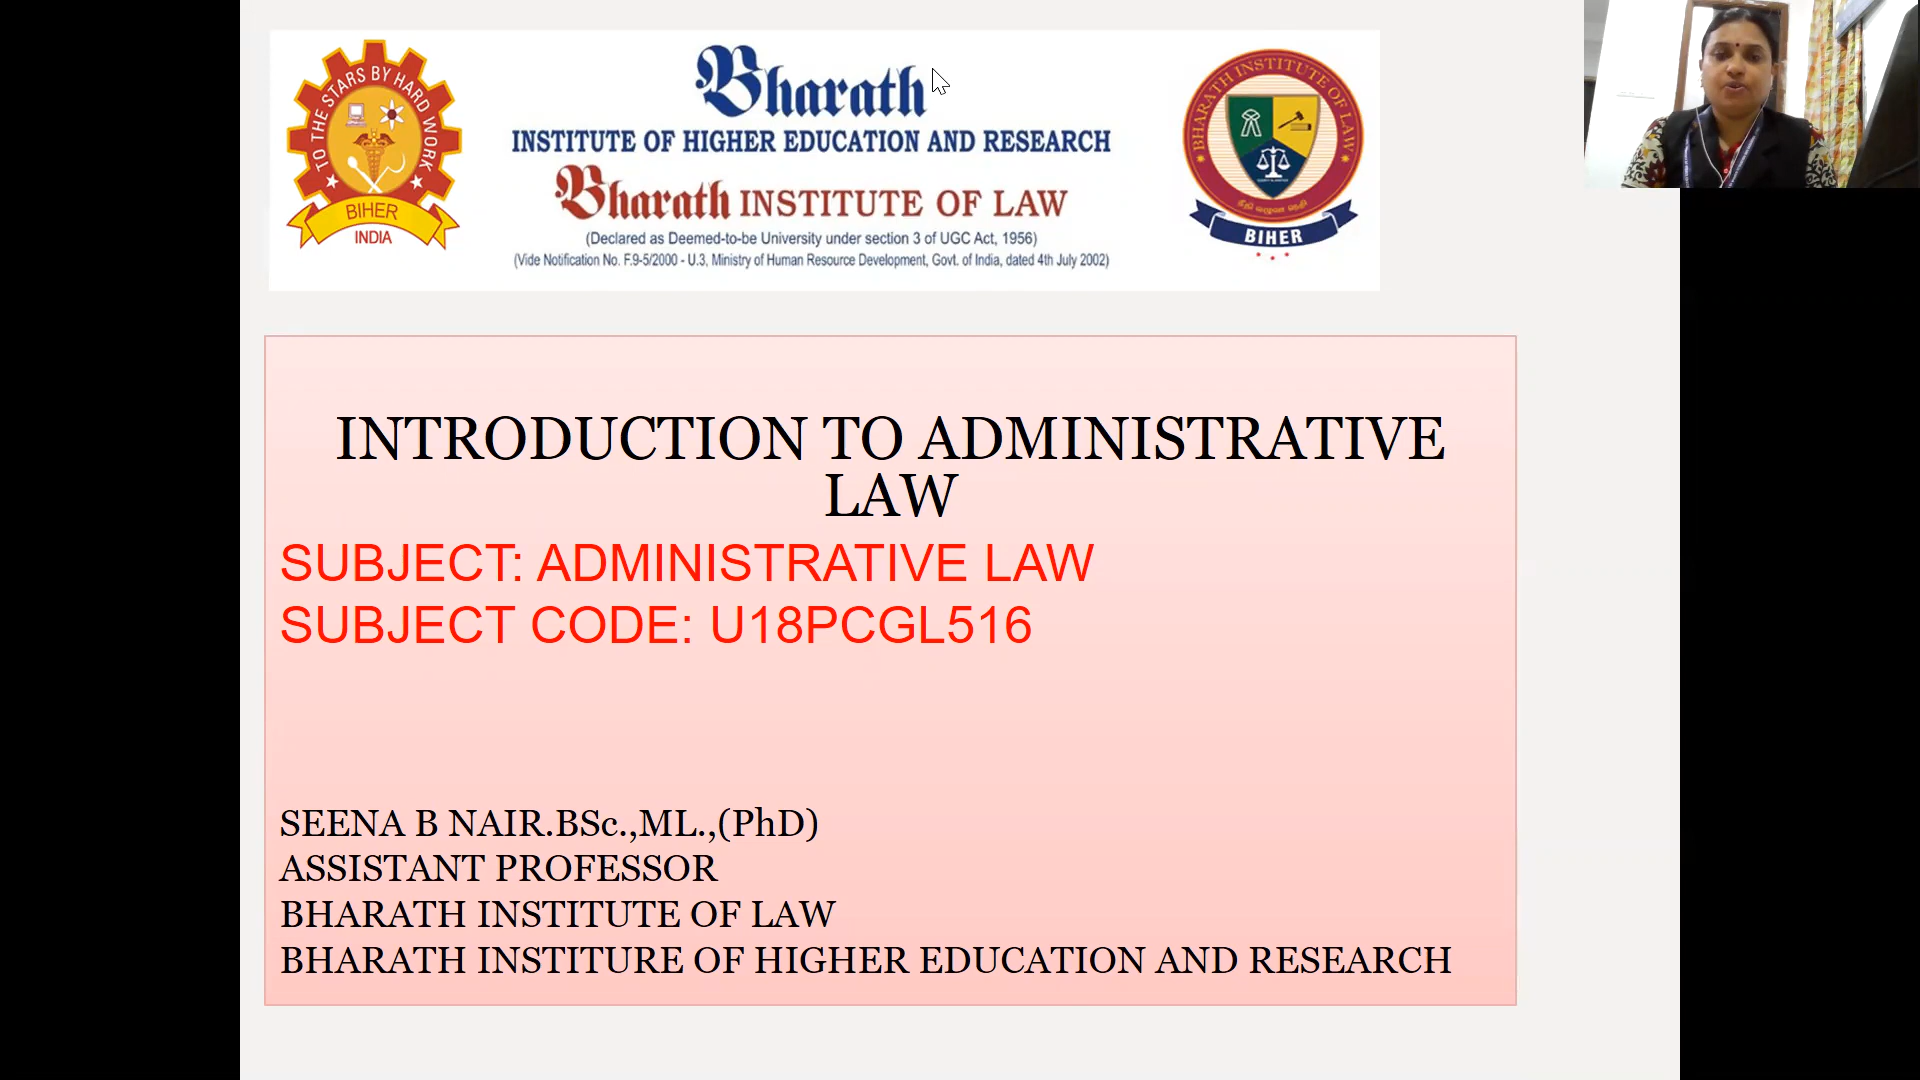 TO THE STARS BY HARD WORK
BIHER
INDIA
Bharath
INSTITUTE OF HIGHER EDUCATION AND RESEARCH
Bharath INSTITUTE OF LAW
(Declared as Deemed-to-be University under section 3 of UGC Act, 1956)
(Vide Notification No. F.9-5/2000 - U.3, Ministry of Human Resource Development, Govt. of India, dated 4th July 2002)
BHARATH INSTITUTE OF LAW
BIHER
INTRODUCTION TO ADMINISTRATIVE
LAW
SUBJECT: ADMINISTRATIVE LAW
SUBJECT CODE: U18PCGL516
SEENA B NAIR.BSc.,ML.,(PhD)
ASSISTANT PROFESSOR
BHARATH INSTITUTE OF LAW
BHARATH INSTITURE OF HIGHER EDUCATION AND RESEARCH